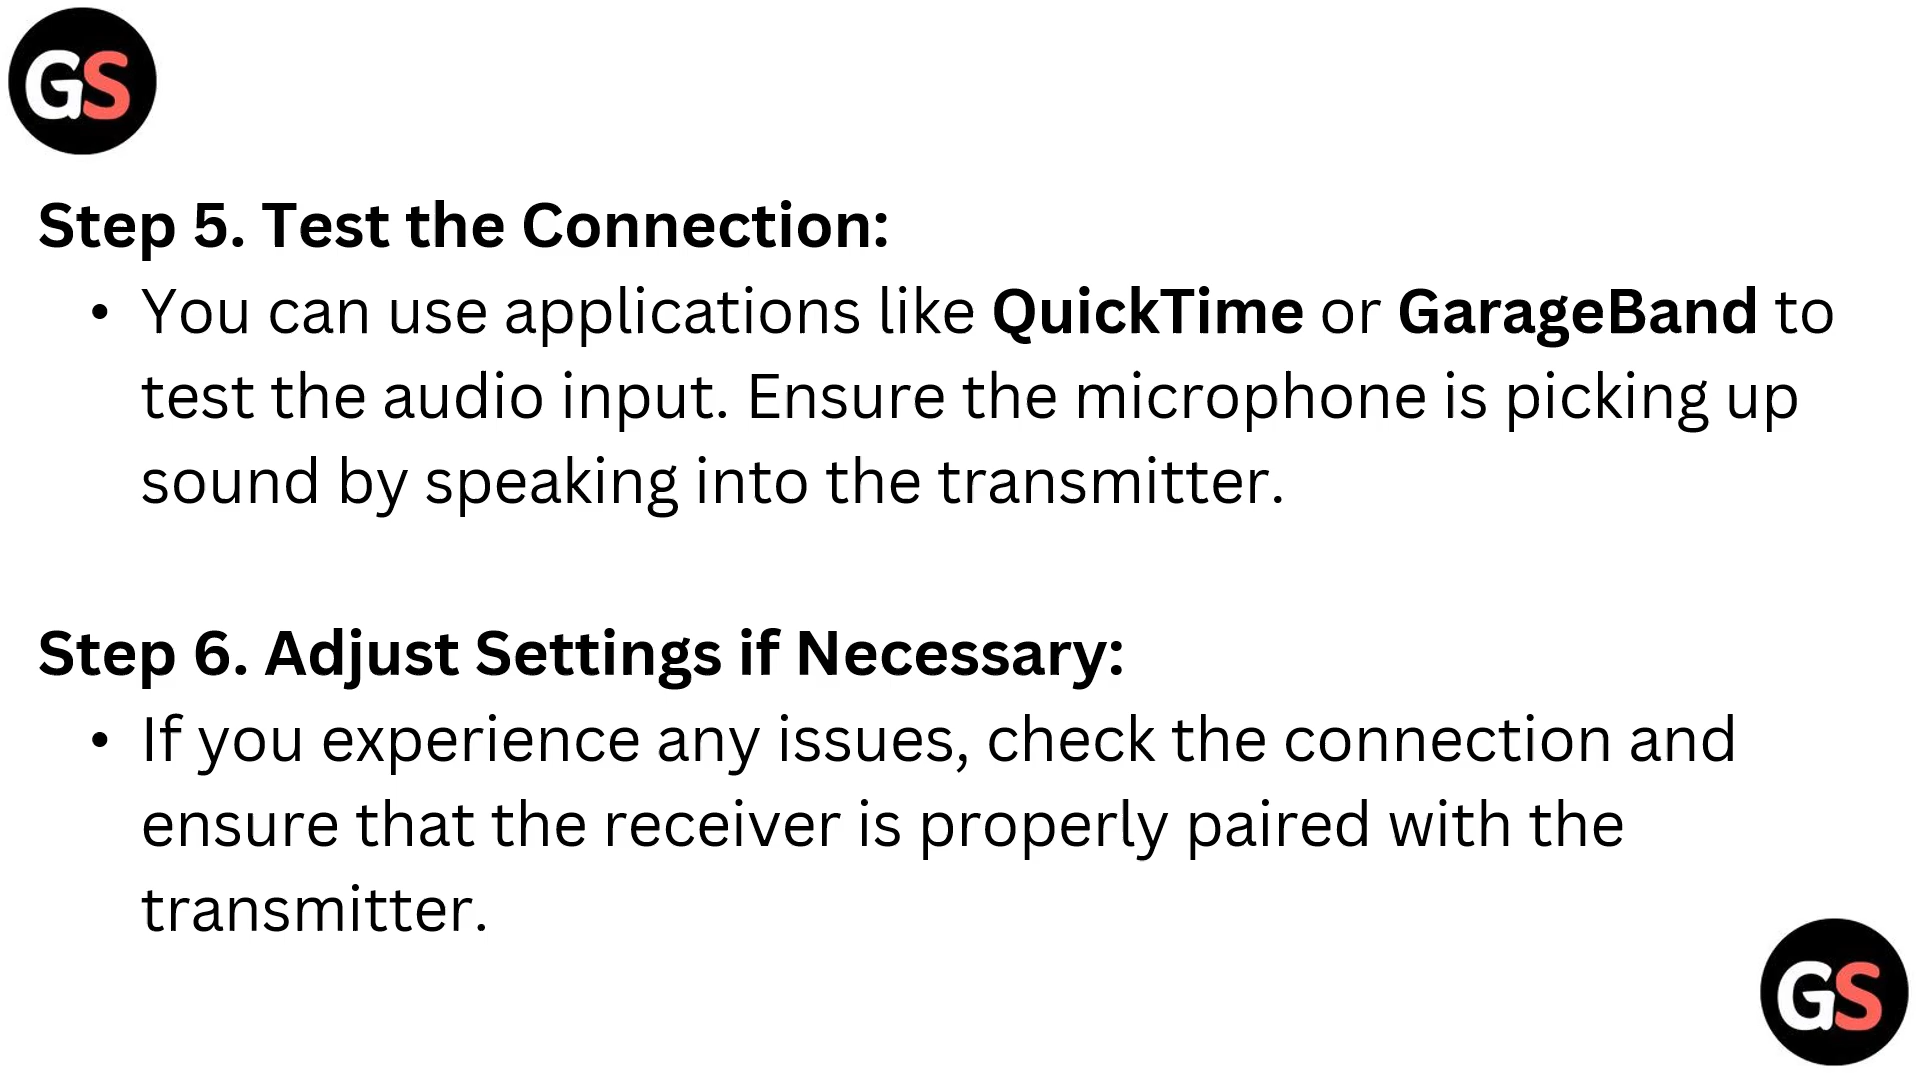 GS
Step 5. Test the Connection:
• You can use applications like QuickTime or GarageBand to
test the audio input. Ensure the microphone is picking up
sound by speaking into the transmitter.
Step 6. Adjust Settings if Necessary:
• If you experience any issues, check the connection and
ensure that the receiver is properly paired with the
transmitter.
GS